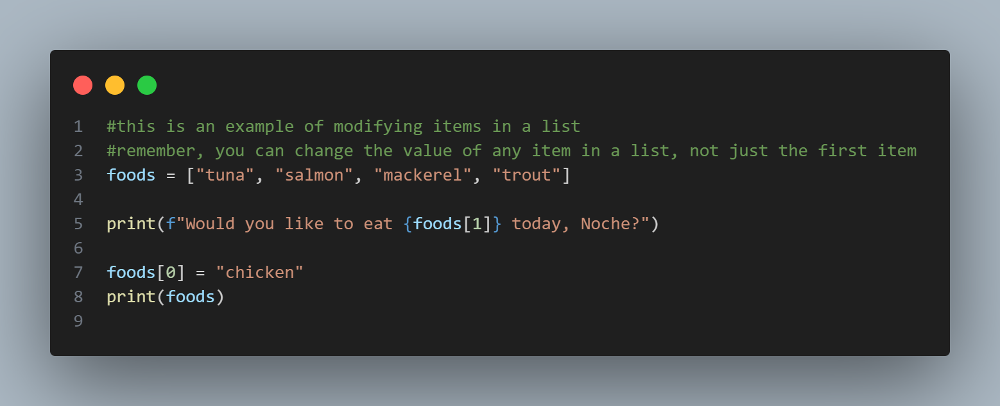 1 #this is an example of modifying items in a list
2 #remember, you can change the value of any item in a list, not just the first item
3 foods = ["tuna", "salmon", "mackerel", "trout"]
4
5 print(f"Would you like to eat {foods[1]} today, Noche?")
6
7 foods[0] = "chicken"
8 print(foods)
9